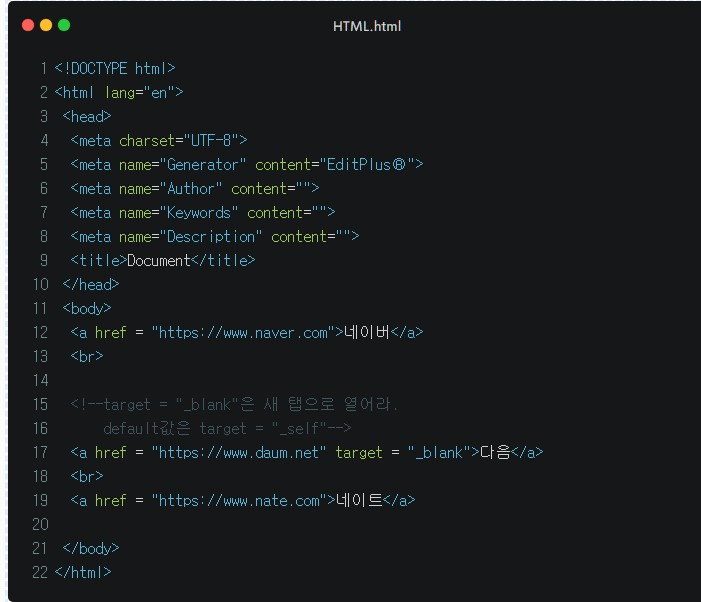 HTML.html
1 <!DOCTYPE html>
2 <html lang="en">
3 <head>
4 <meta charset="UTF-8">
5 <meta name="Generator" content="EditPlus®">
6 <meta name="Author" content="">
7 <meta name="Keywords" content="">
8 <meta name="Description" content="">
9 <title>Document</title>
10 </head>
11 <body>
12 <a href = "https://www.naver.com">네이버</a>
13 <br>
14
15 <!--target = "_blank"은 새 탭으로 열어라.
16 default값은 target = "_self"-->
17 <a href = "https://www.daum.net" target = "_blank">다음</a>
18 <br>
19 <a href = "https://www.nate.com">네이트</a>
20
21 </body>
22 </html>